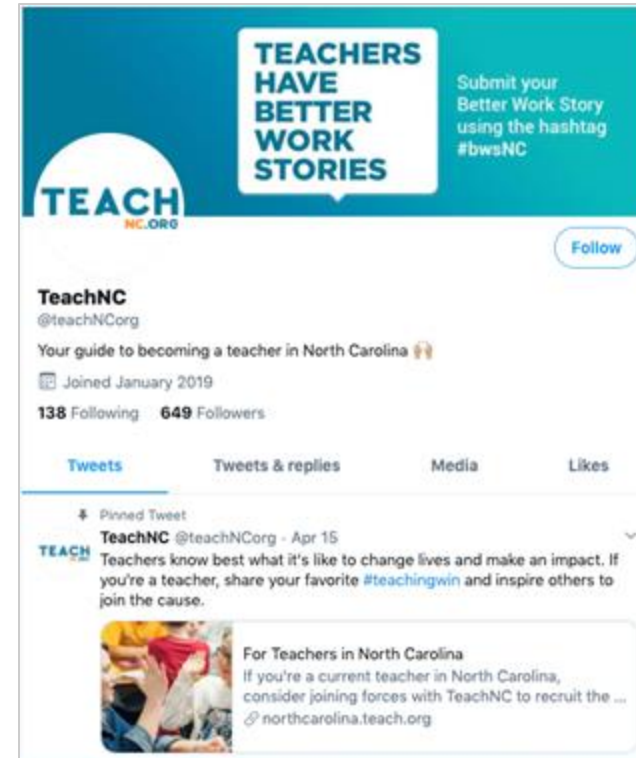 TEACHERS
HAVE
BETTER
WORK
STORIES
Submit your
Better Work Story
using the hashtag
#bwsNC
TEACH
NC.ORG
Follow
TeachNC
@teachNCorg
Your guide to becoming a teacher in North Carolina 🙌🏼
Joined January 2019
138 Following 649 Followers
Tweets Tweets & replies Media Likes
Pinned Tweet
TeachNC @teachNCorg · Apr 15
TEACH
Teachers know best what it's like to change lives and make an impact. If
you're a teacher, share your favorite #teachingwin and inspire others to
join the cause.
For Teachers in North Carolina
If you're a current teacher in North Carolina,
consider joining forces with TeachNC to recruit the ...
northcarolina.teach.org